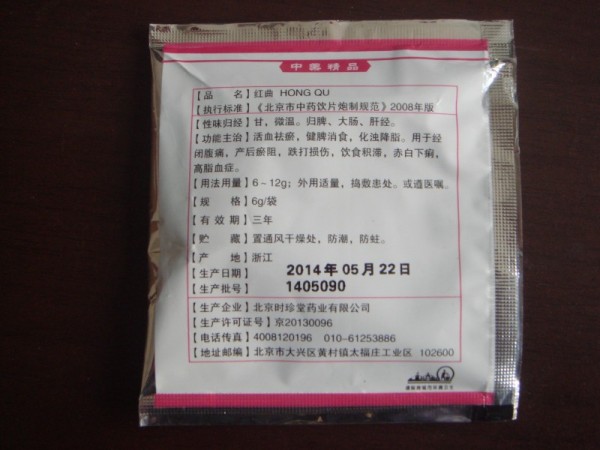 中国精品
【品 名】红曲 HONG QU
【执行标准】《北京市中药饮片炮制规范》2008年版
【性味归经】甘，微温。归脾、大肠、肝经。
【功能主治】活血祛瘀，健脾消食，化浊降脂。用于经
闭腹痛，产后瘀阻，跌打损伤，饮食积滞，赤白下痢，
高脂血症。
【用法用量】6～12g；外用适量，捣敷患处。或遵医嘱。
【规 格】6g/袋
【有 效 期】三年
【贮 藏】置通风干燥处，防潮，防蛀。
【产 地】浙江
【生产日期】 2014年05月22日
【生产批号】 1405090
【生产企业】北京时珍堂药业有限公司
【生产许可证号】京20130096
【电话传真】4008120196 010-61253886
【地址邮编】北京市大兴区黄村镇太福庄工业区 102600